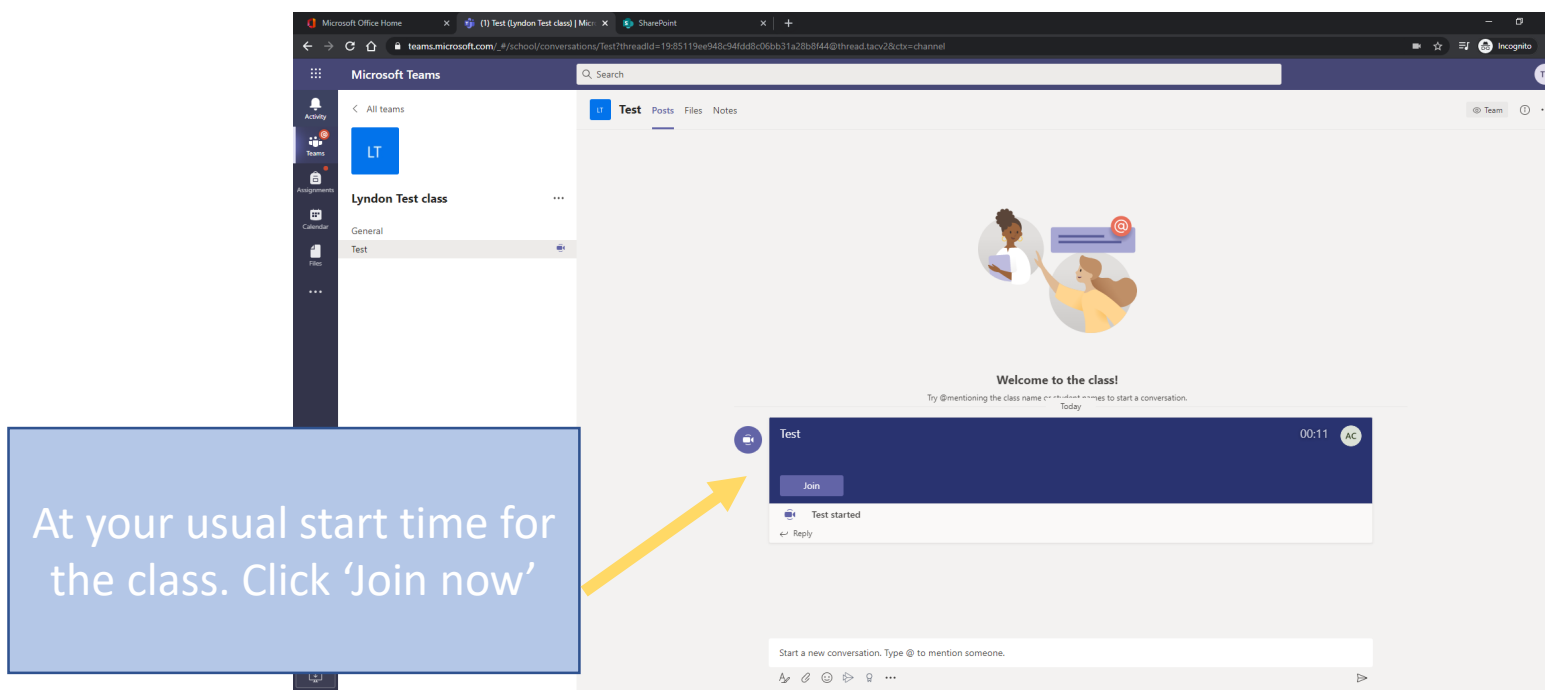 Microsoft Office Home
(1) Test (Lyndon Test class) | Micr
SharePoint
teams.microsoft.com/_#/school/conversations/Test?threadId=19:85119ee948c94fdd8c06bb31a28b8f44@thread.tacv2&ctx=channel
Incognito
Microsoft Teams
Search
Activity
Teams
Assignments
Calendar
Files
All teams
LT
Lyndon Test class
General
Test
LT Test Posts Files Notes
Team
@
Welcome to the class!
Try @mentioning the class name or student names to start a conversation.
Today
Test 00:11 AC
Join
Test started
Reply
At your usual start time for
the class. Click ‘Join now’
Start a new conversation. Type @ to mention someone.